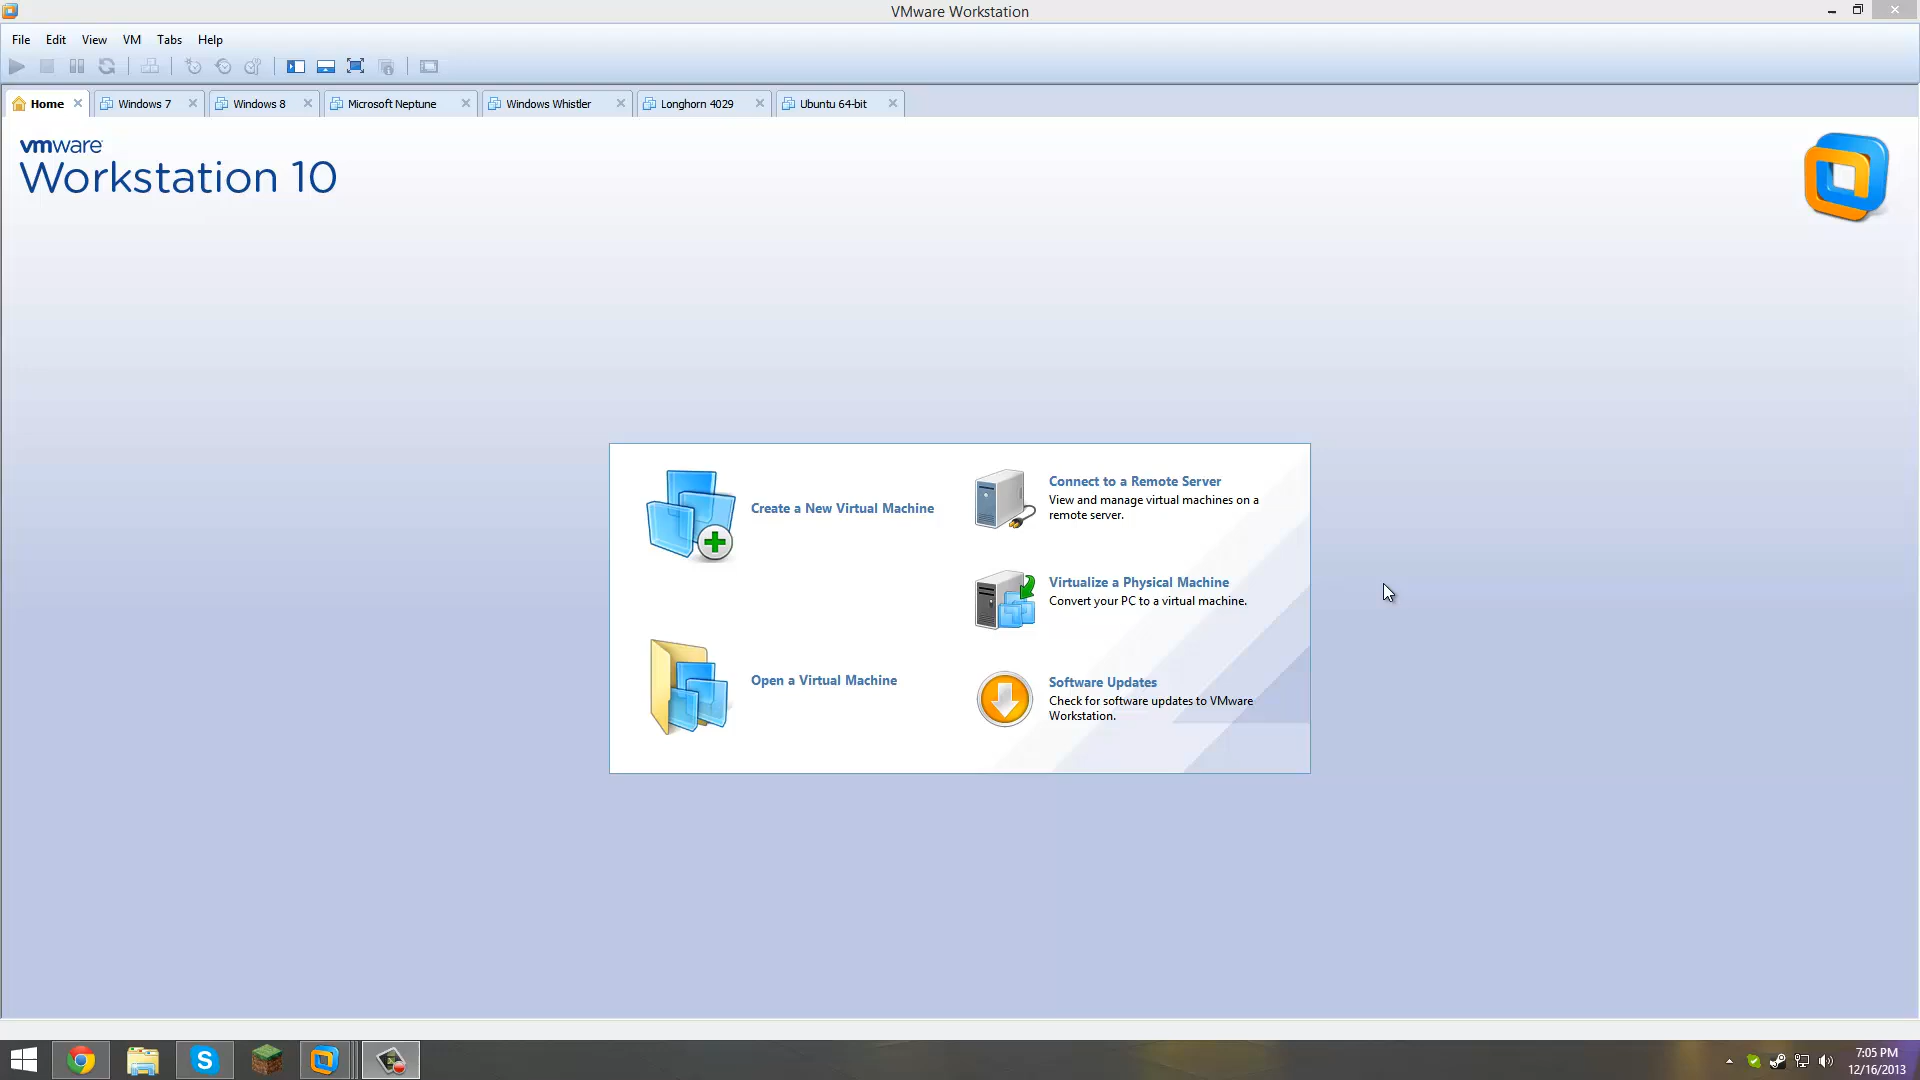 VMware Workstation
File Edit View VM Tabs Help
Home Windows 7 Windows 8 Microsoft Neptune Windows Whistler Longhorn 4029 Ubuntu 64-bit
vmware
Workstation 10
Create a New Virtual Machine
Open a Virtual Machine
Connect to a Remote Server
View and manage virtual machines on a
remote server.
Virtualize a Physical Machine
Convert your PC to a virtual machine.
Software Updates
Check for software updates to VMware
Workstation.
7:05 PM
12/16/2013